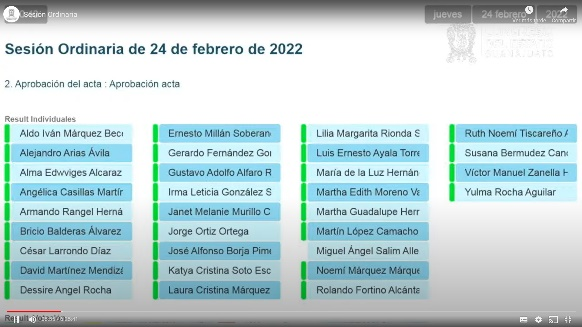 Sesión Ordinaria
jueves 24 febrero 2022
Sesión Ordinaria de 24 de febrero de 2022
2. Aprobación del acta : Aprobación acta
Result Individuales
Aldo Iván Márquez Bec
Alejandro Arias Ávila
Alma Edwviges Alcaraz
Angélica Casillas Martír
Armando Rangel Herná
Bricio Balderas Álvarez
César Larrondo Díaz
David Martínez Mendizá
Dessire Angel Rocha
Ernesto Millán Soberan
Gerardo Fernández Gor
Gustavo Adolfo Alfaro R
Irma Leticia González S
Janet Melanie Murillo C
Jorge Ortiz Ortega
José Alfonso Borja Pime
Katya Cristina Soto Esc
Laura Cristina Márquez
Lilia Margarita Rionda S
Luis Ernesto Ayala Torre
María de la Luz Hernán
Martha Edith Moreno Va
Martha Guadalupe Herr
Martín López Camacho
Miguel Ángel Salim Alle
Noemí Márquez Márque
Rolando Fortino Alcánta
Ruth Noemí Tiscareño A
Susana Bermudez Cano
Víctor Manuel Zanella H
Yulma Rocha Aguilar